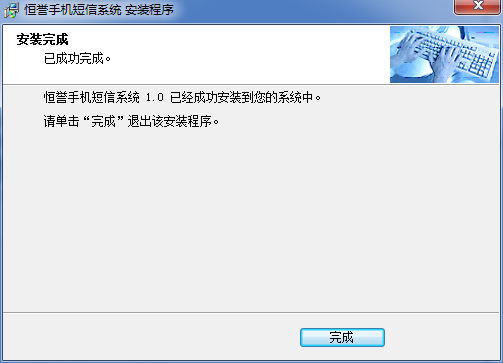 恒誉手机短信系统 安装程序
安装完成
已成功完成。
恒誉手机短信系统 1.0 已经成功安装到您的系统中。
请单击“完成”退出该安装程序。
完成